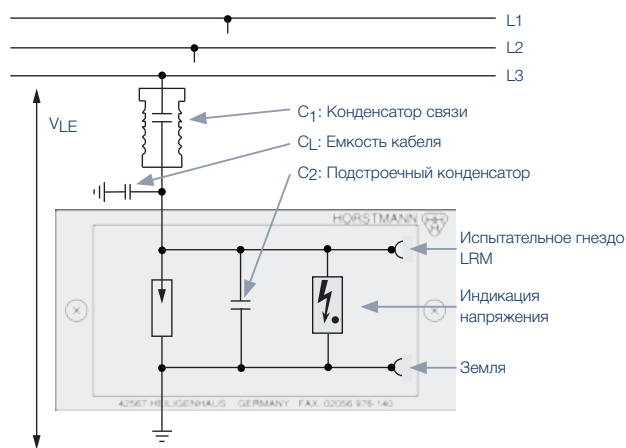 L1
L2
L3
VLE
C1: Конденсатор связи
CL: Емкость кабеля
C2: Подстроечный конденсатор
HORSTMANN
Испытательное гнездо
LRM
Индикация
напряжения
Земля
42567 HEILIGENHAUS GERMANY FAX 02056 976-140